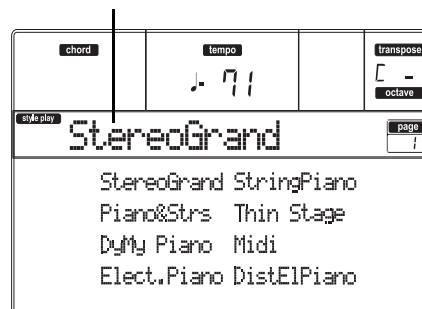 chord tempo transpose
♩- 71 C -
octave
style play StereoGrand page
1
StereoGrand StringPiano
Piano&Strs Thin Stage
DyMy Piano Midi
Elect.Piano DistElPiano